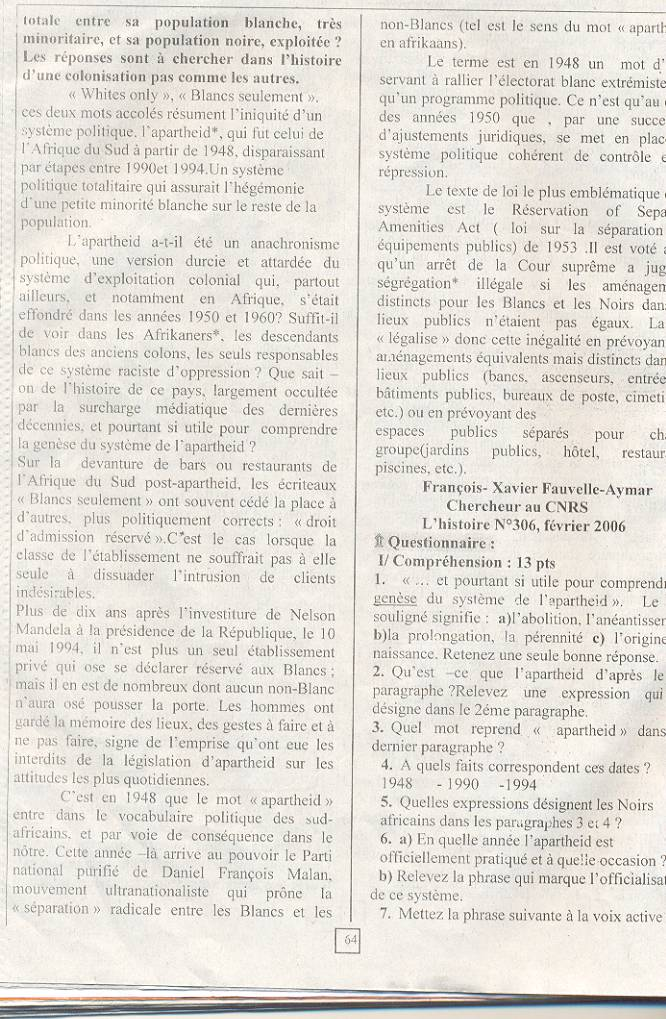 totale entre sa population blanche, très
minoritaire, et sa population noire, exploitée ?
Les réponses sont à chercher dans l'histoire
d'une colonisation pas comme les autres.
« Whites only », « Blancs seulement ».
ces deux mots accolés résument l'iniquité d'un
système politique, l'apartheid*, qui fut celui de
l'Afrique du Sud à partir de 1948, disparaissant
par étapes entre 1990et 1994.Un système
politique totalitaire qui assurait l'hégémonie
d'une petite minorité blanche sur le reste de la
population.
L'apartheid a-t-il été un anachronisme
politique, une version durcie et attardée du
système d'exploitation colonial qui, partout
ailleurs, et notamment en Afrique, s'était
effondré dans les années 1950 et 1960? Suffit-il
de voir dans les Afrikaners*, les descendants
blancs des anciens colons, les seuls responsables
de ce système raciste d'oppression ? Que sait –
on de l'histoire de ce pays, largement occultée
par la surcharge médiatique des dernières
décennies, et pourtant si utile pour comprendre
la genèse du système de l'apartheid ?
Sur la devanture de bars ou restaurants de
l'Afrique du Sud post-apartheid, les écriteaux
« Blancs seulement » ont souvent cédé la place à
d'autres, plus politiquement corrects : « droit
d'admission réservé ».C'est le cas lorsque la
classe de l'établissement ne souffrait pas à elle
seule à dissuader l'intrusion de clients
indésirables.
Plus de dix ans après l'investiture de Nelson
Mandela à la présidence de la République, le 10
mai 1994, il n'est plus un seul établissement
privé qui ose se déclarer réservé aux Blancs ;
mais il en est de nombreux dont aucun non-Blanc
n'aura osé pousser la porte. Les hommes ont
gardé la mémoire des lieux, des gestes à faire et à
ne pas faire, signe de l'emprise qu'ont eue les
interdits de la législation d'apartheid sur les
attitudes les plus quotidiennes.
C'est en 1948 que le mot « apartheid »
entre dans le vocabulaire politique des sud-
africains, et par voie de conséquence dans le
nôtre. Cette année –là arrive au pouvoir le Parti
national purifié de Daniel François Malan,
mouvement ultranationaliste qui prône la
« séparation » radicale entre les Blancs et les
non-Blancs (tel est le sens du mot « aparth
en afrikaans).
Le terme est en 1948 un mot d'
servant à rallier l'électorat blanc extrémiste
qu'un programme politique. Ce n'est qu'au
des années 1950 que , par une succe
d'ajustements juridiques, se met en plac
système politique cohérent de contrôle e
répression.
Le texte de loi le plus emblématique
système est le Réservation of Sepa
Amenities Act ( loi sur la séparation
équipements publics) de 1953 .Il est voté a
qu'un arrêt de la Cour suprême a jug
ségrégation* illégale si les aménagem
distincts pour les Blancs et les Noirs dan
lieux publics n'étaient pas égaux. La
« légalise » donc cette inégalité en prévoyan
aménagements équivalents mais distincts dan
lieux publics (bancs, ascenseurs, entrée
bâtiments publics, bureaux de poste, cimeti
etc.) ou en prévoyant des
espaces publics séparés pour ch
groupe(jardins publics, hôtel, restaur
piscines, etc.).
François- Xavier Fauvelle-Aymar
Chercheur au CNRS
L'histoire N°306, février 2006
Questionnaire :
I/ Compréhension : 13 pts
1. « ... et pourtant si utile pour comprendr
genèse du système de l'apartheid ». Le
souligné signifie : a)l'abolition, l'anéantisser
b)la prolongation, la pérennité c) l'origine
naissance. Retenez une seule bonne réponse.
2. Qu'est –ce que l'apartheid d'après le
paragraphe ?Relevez une expression qui
désigne dans le 2éme paragraphe.
3. Quel mot reprend « apartheid » dans
dernier paragraphe ?
4. A quels faits correspondent ces dates ?
1948 - 1990 -1994
5. Quelles expressions désignent les Noirs
africains dans les paragraphes 3 et 4 ?
6. a) En quelle année l'apartheid est
officiellement pratiqué et à quelle occasion ?
b) Relevez la phrase qui marque l'officialisat
de ce système.
7. Mettez la phrase suivante à la voix active
64